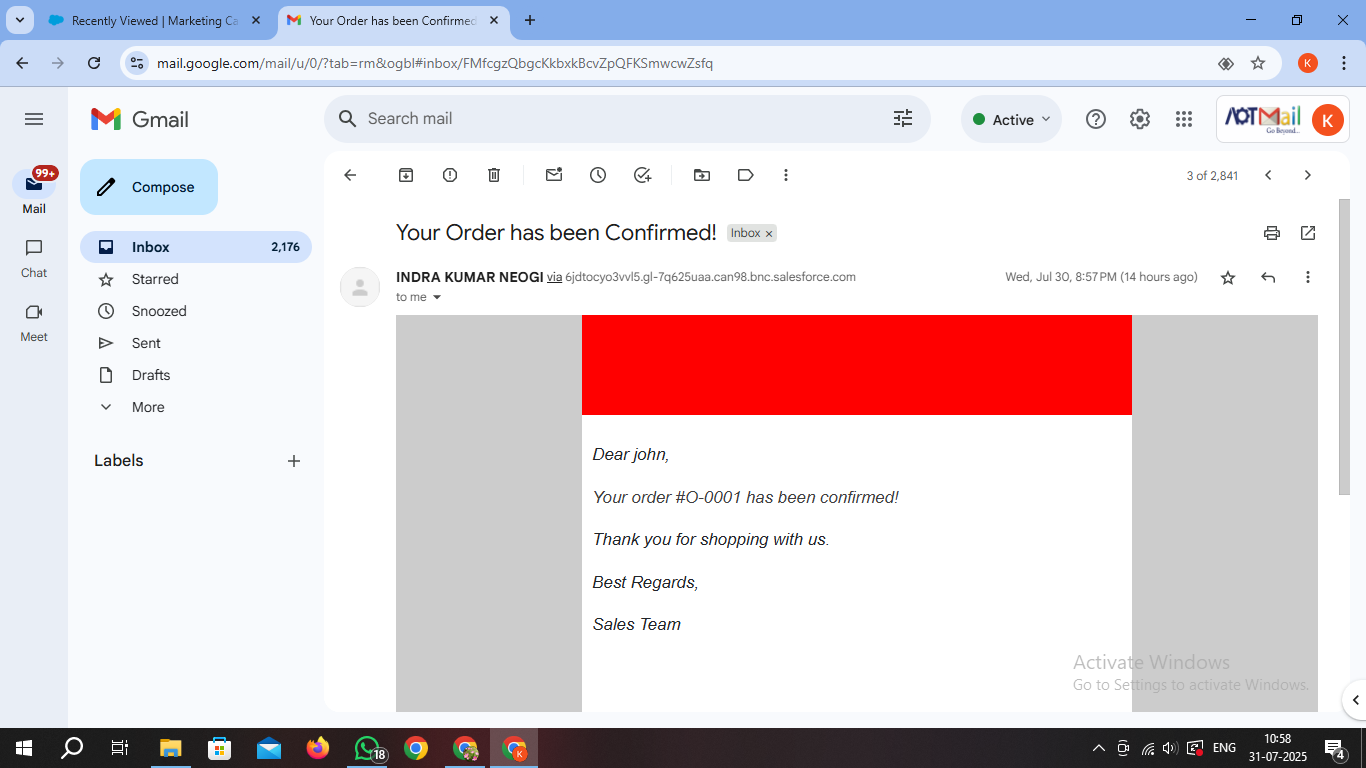 Recently Viewed | Marketing Ca
Your Order has been Confirmed
mail.google.com/mail/u/0/?tab=rm&ogbl#inbox/FMfcgzQbgcKkbxkBcvZpQFKSmwcwZsfq
K
Gmail
Search mail
Active
AOTMail
Go Beyond...
K
99+
Mail
Chat
Meet
Compose
Inbox 2,176
Starred
Snoozed
Sent
Drafts
More
Labels
3 of 2,841
Your Order has been Confirmed! Inbox x
INDRA KUMAR NEOGI via 6jdtocyo3vvl5.gl-7q625uaa.can98.bnc.salesforce.com
Wed, Jul 30, 8:57 PM (14 hours ago)
to me
Dear john,
Your order #O-0001 has been confirmed!
Thank you for shopping with us.
Best Regards,
Sales Team
Activate Windows
Go to Settings to activate Windows.
18
K
ENG
10:58
31-07-2025
4